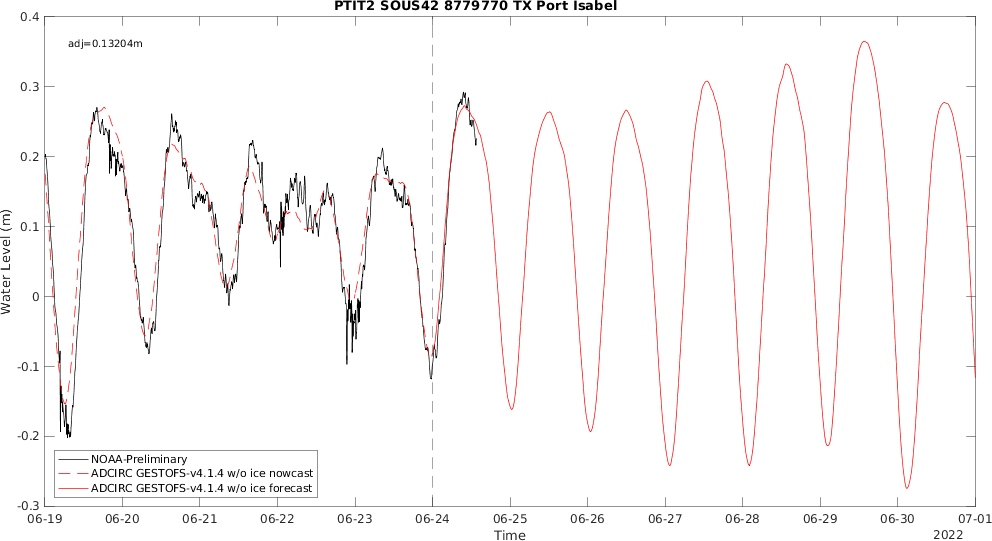 PTIT2 SOUS42 8779770 TX Port Isabel
adj=0.13204m
0.4
0.3
0.2
0.1
0
-0.1
-0.2
-0.3
Water Level (m)
NOAA-Preliminary
ADCIRC GESTOFS-v4.1.4 w/o ice nowcast
ADCIRC GESTOFS-v4.1.4 w/o ice forecast
06-19 06-20 06-21 06-22 06-23 06-24 06-25 06-26 06-27 06-28 06-29 06-30 07-01
Time
2022